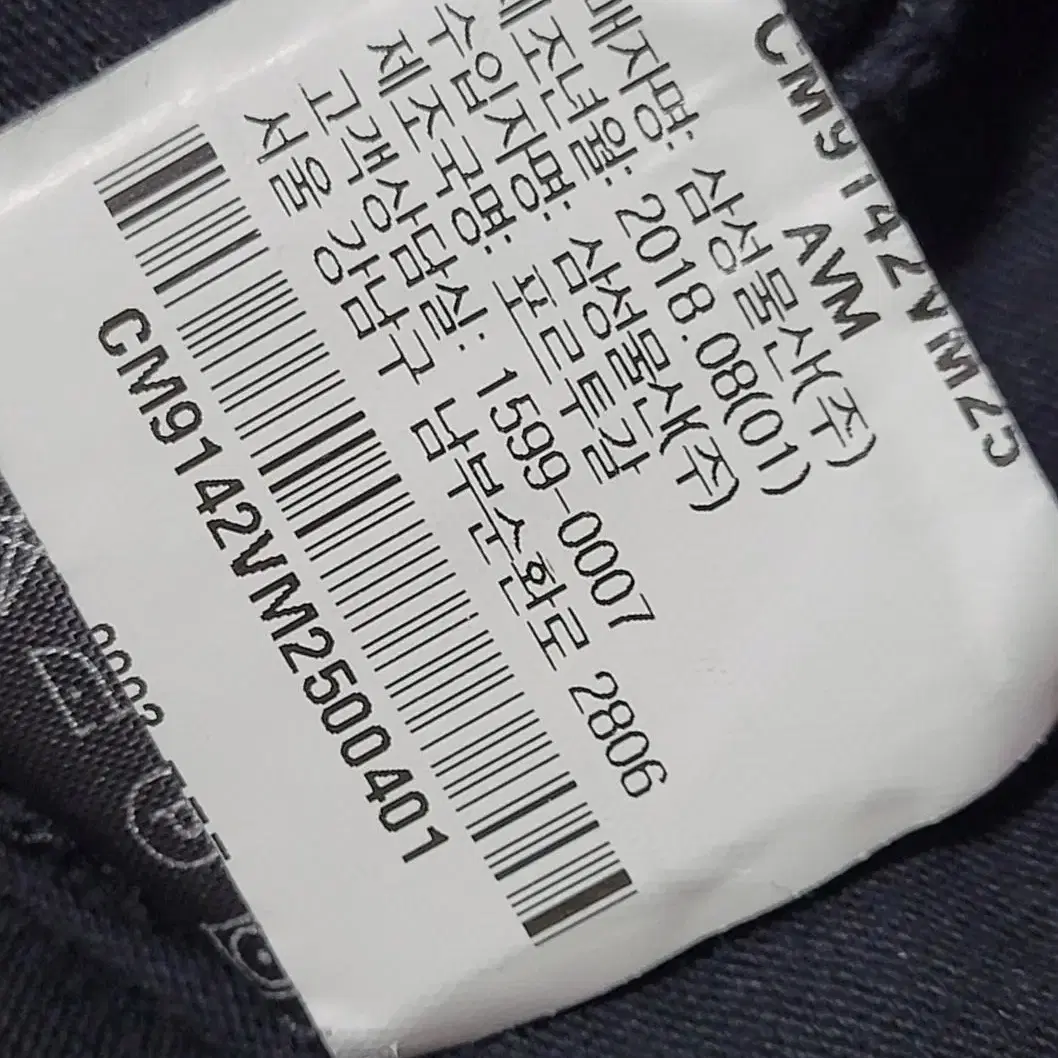 CM9142VM25
AVM
매자명: 삼성물산(주)
제조년월: 2018.08(01)
수입자명: 삼성물산(주)
제조국명: 포르투갈
고객상담실: 1599-0007
서울 강남구 남부순환로 2806
CM9142VM2500401